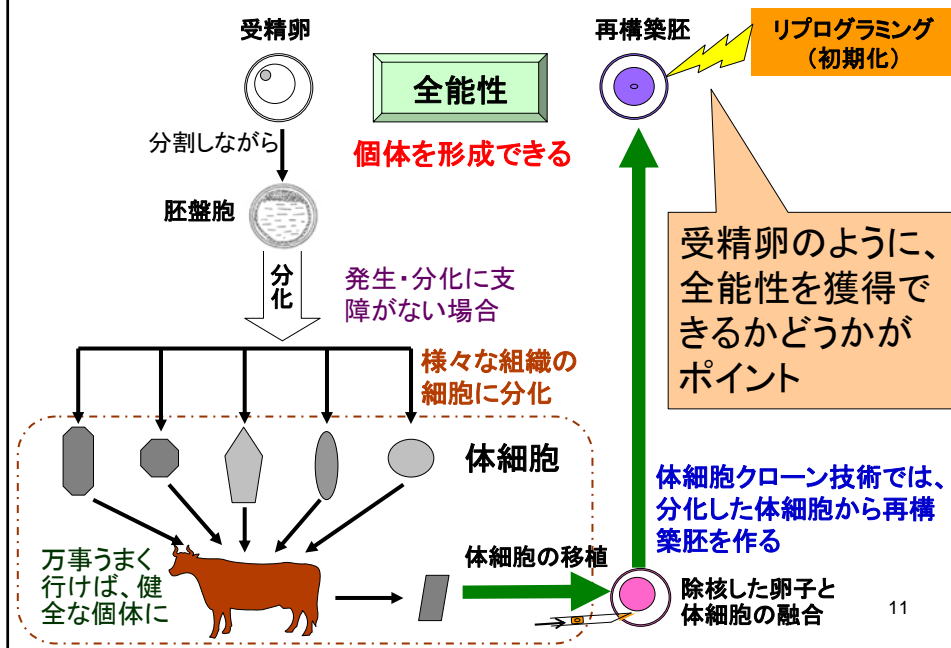 受精卵
全能性
再構築胚
リプログラミング
(初期化)
分割しながら
個体を形成できる
胚盤胞
分化
発生・分化に支
障がない場合
受精卵のように、
全能性を獲得で
きるかどうかが
ポイント
様々な組織の
細胞に分化
体細胞
体細胞クローン技術では、
分化した体細胞から再構
築胚を作る
万事うまく
行けば、健
全な個体に
体細胞の移植
除核した卵子と
体細胞の融合
11